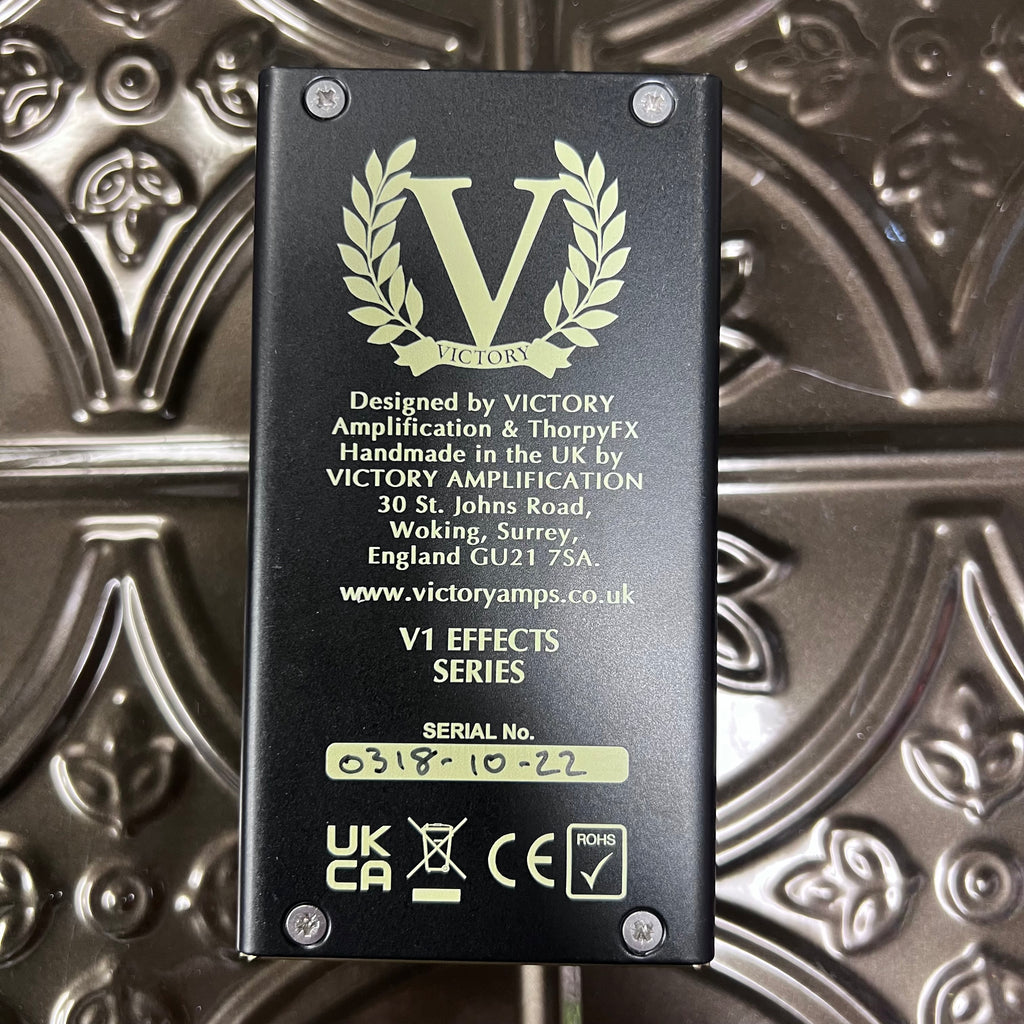 V
VICTORY
Designed by VICTORY
Amplification & ThorpyFX
Handmade in the UK by
VICTORY AMPLIFICATION
30 St. Johns Road,
Woking, Surrey,
England GU21 7SA.
www.victoryamps.co.uk
V1 EFFECTS
SERIES
SERIAL No.
0318-10-22
UK
CA
CE
ROHS